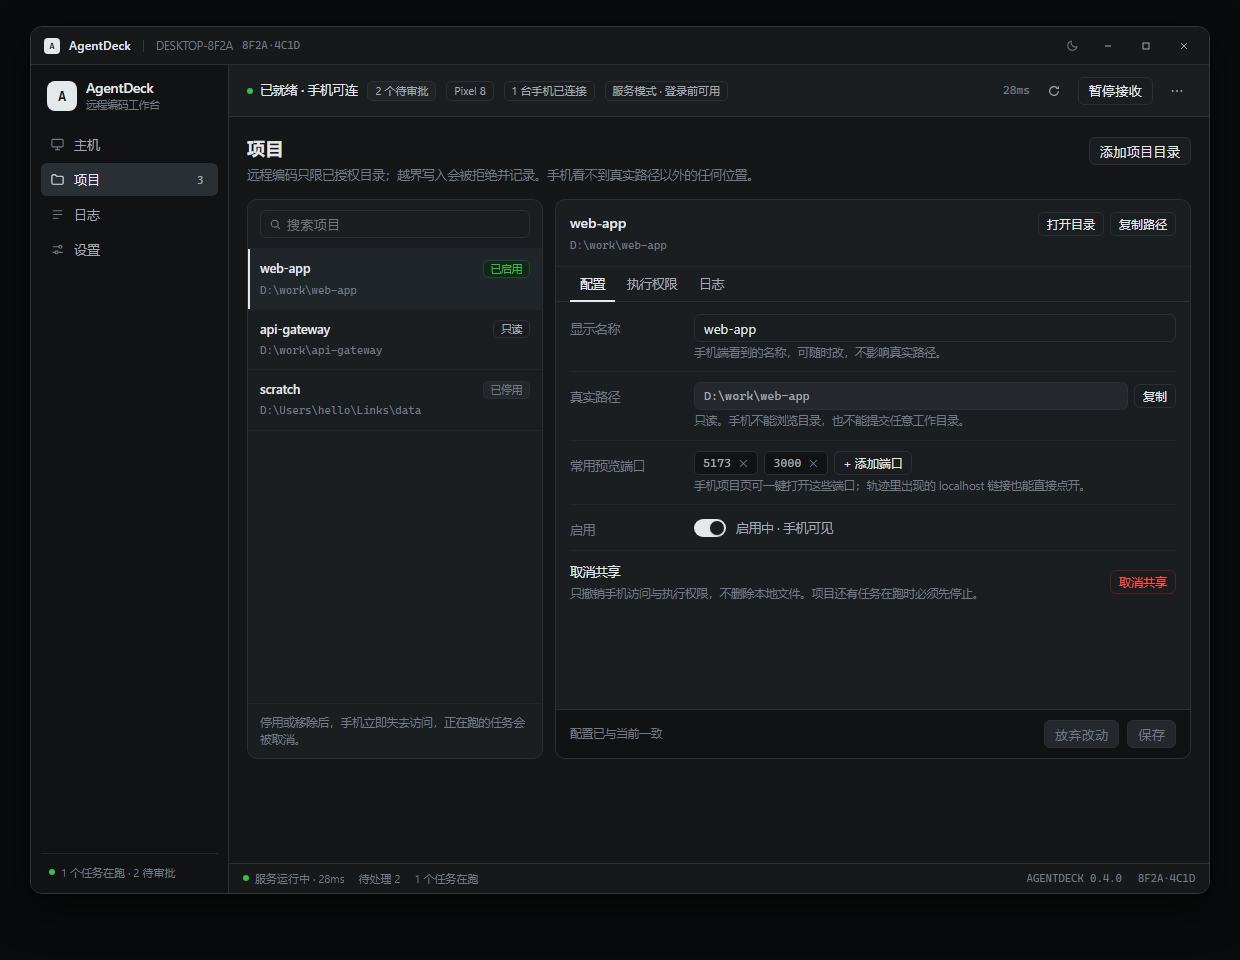 A AgentDeck DESKTOP-8F2A 8F2A·4C1D
A AgentDeck
远程编码工作台
主机
项目 3
日志
设置
1 个任务在跑 · 2 待审批
已就绪 · 手机可连 2 个待审批 Pixel 8 1 台手机已连接 服务模式 · 登录前可用 28ms 暂停接收 ···
项目
添加项目目录
远程编码只限已授权目录；越界写入会被拒绝并记录。手机看不到真实路径以外的任何位置。
搜索项目
web-app 已启用
D:\work\web-app
api-gateway 只读
D:\work\api-gateway
scratch 已停用
D:\Users\hello\Links\data
停用或移除后，手机立即失去访问，正在跑的任务会
被取消。
web-app 打开目录 复制路径
D:\work\web-app
配置 执行权限 日志
显示名称 web-app
手机端看到的名称，可随时改，不影响真实路径。
真实路径 D:\work\web-app 复制
只读。手机不能浏览目录，也不能提交任意工作目录。
常用预览端口 5173 × 3000 × + 添加端口
手机项目页可一键打开这些端口；轨迹里出现的 localhost 链接也能直接点开。
启用 启用中 · 手机可见
取消共享
只撤销手机访问与执行权限，不删除本地文件。项目还有任务在跑时必须先停止。
取消共享
配置已与当前一致 放弃改动 保存
服务运行中 · 28ms 待处理 2 1 个任务在跑 AGENTDECK 0.4.0 8F2A·4C1D